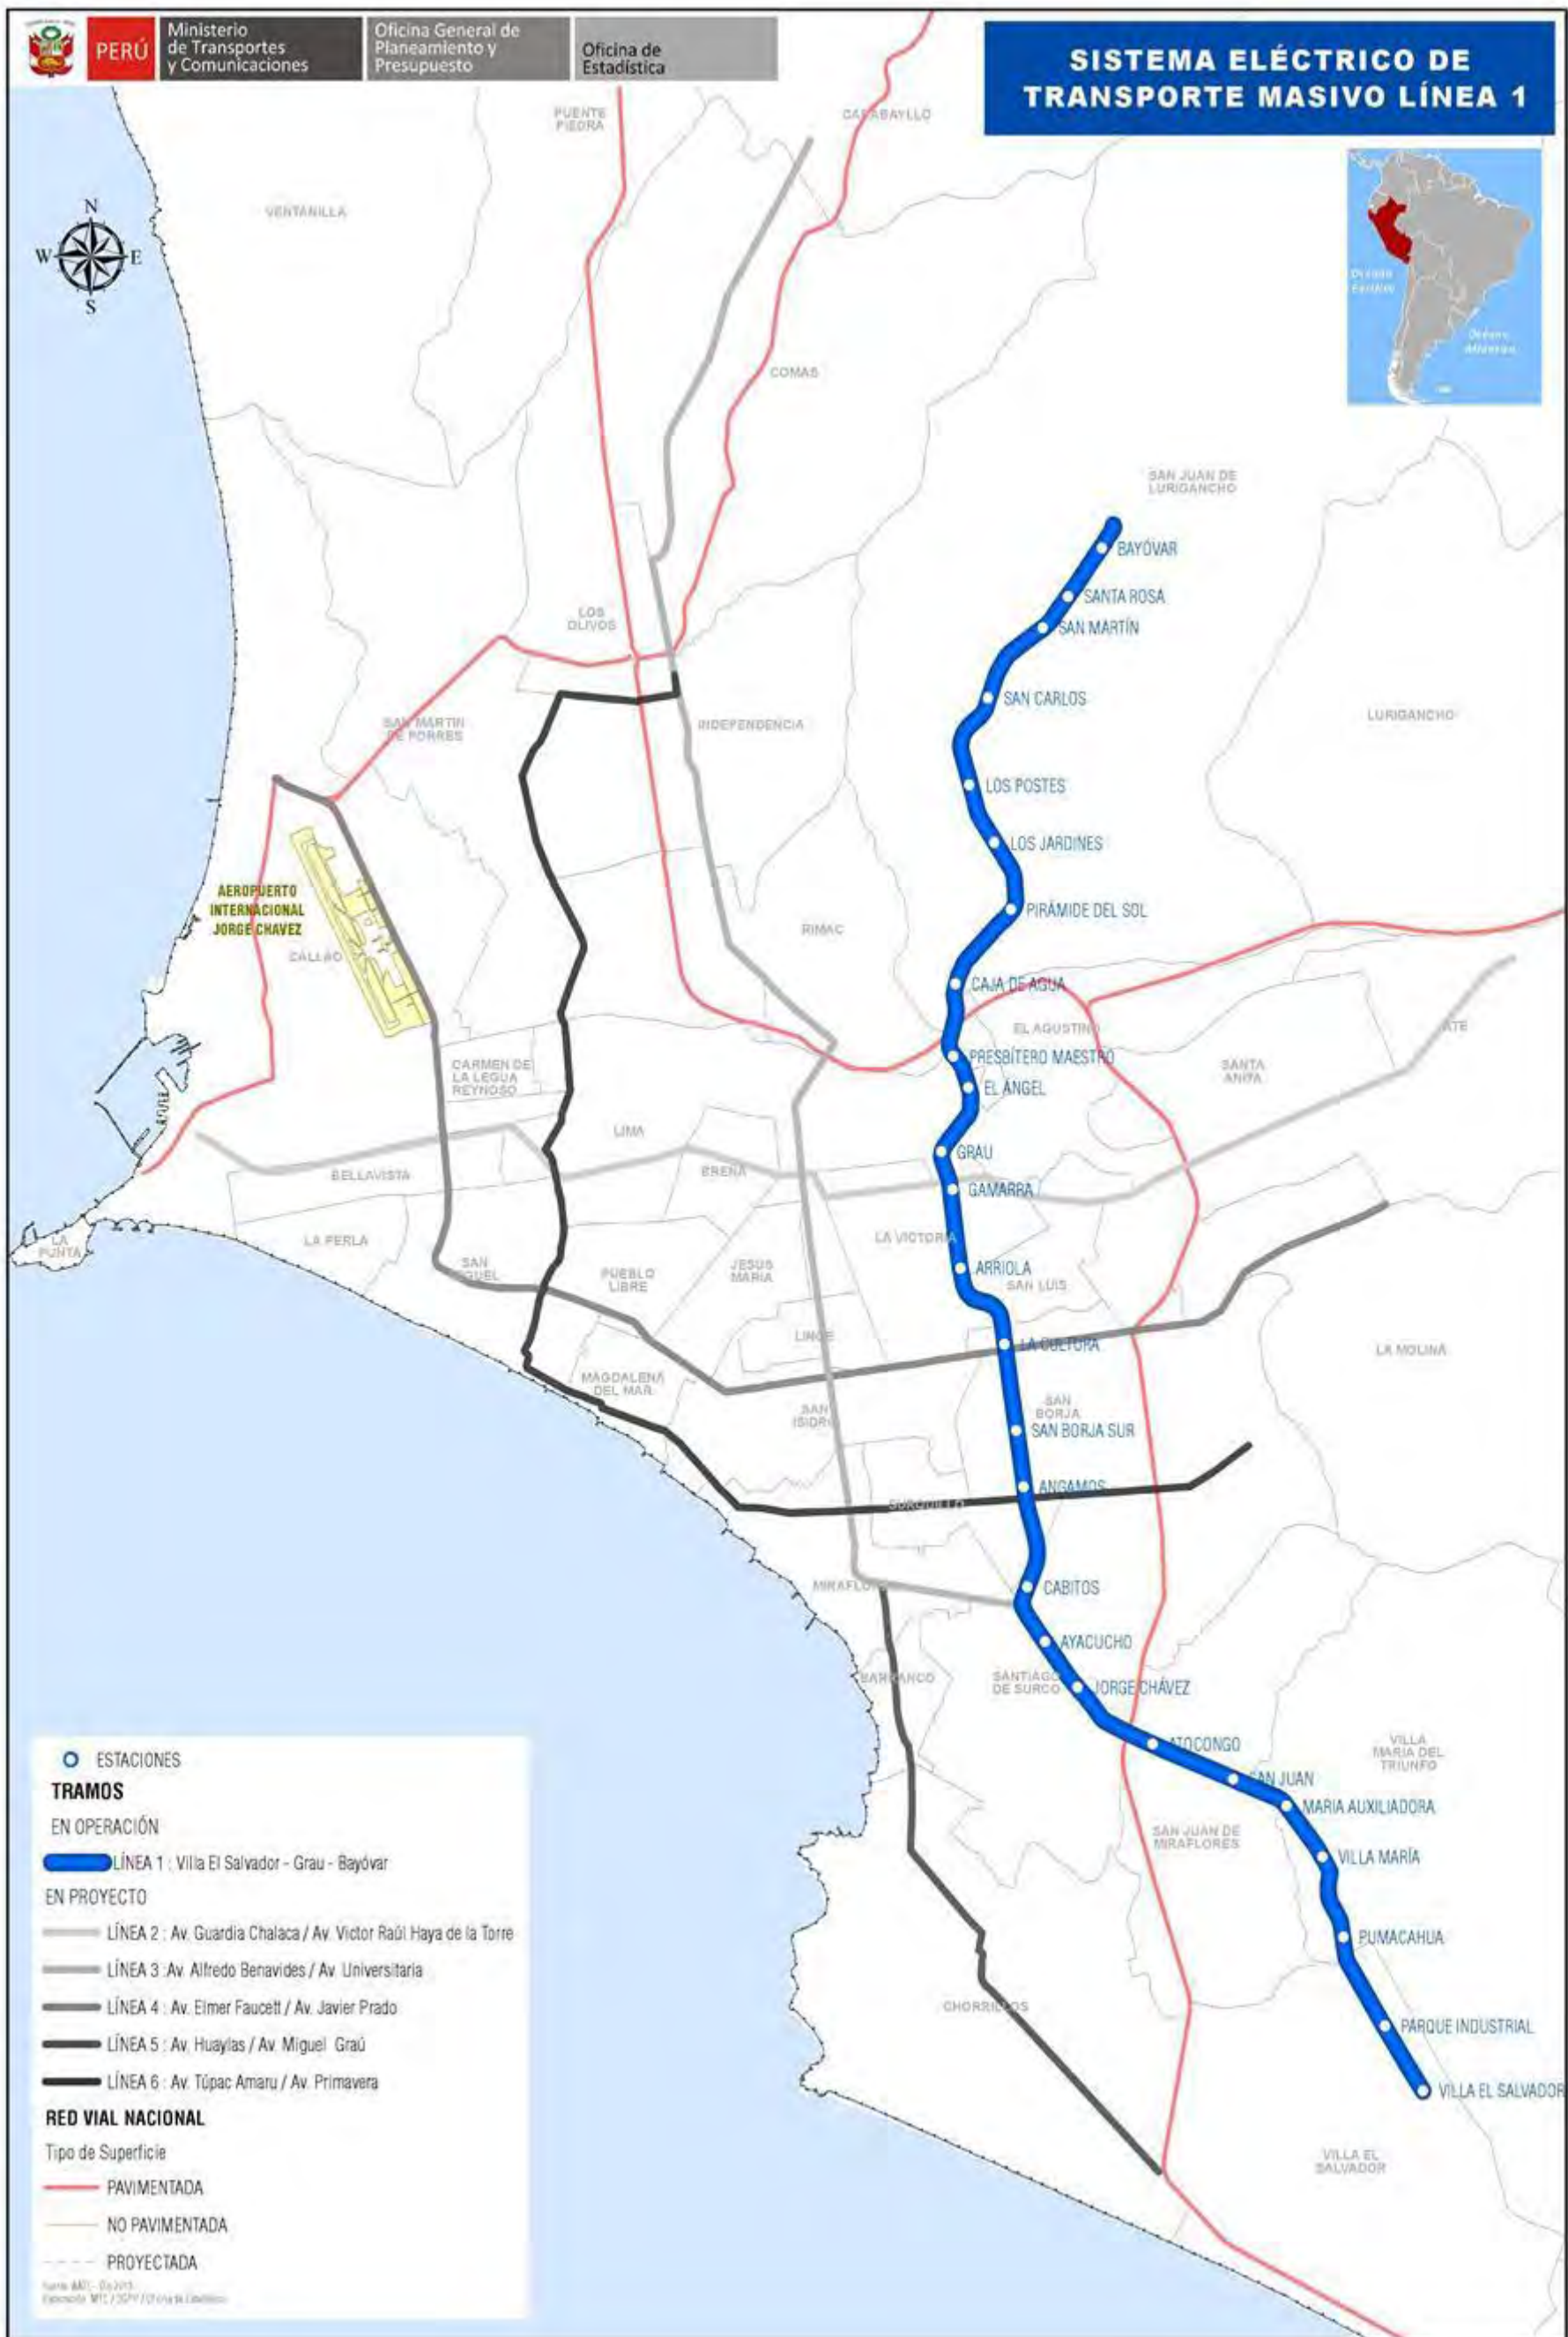 PERÚ
Ministerio
de Transportes
y Comunicaciones
Oficina General de
Planeamiento y
Presupuesto
Oficina de
Estadística
SISTEMA ELÉCTRICO DE
TRANSPORTE MASIVO LÍNEA 1
N
W
E
S
Océano
Pacífico
Océano
Atlántico
PUENTE
PIEDRA
CARABAYLLO
VENTANILLA
COMAS
SAN JUAN DE
LURIGANCHO
BAYÓVAR
SANTA ROSA
SAN MARTÍN
LOS
OLIVOS
SAN CARLOS
LURIGANCHO
SAN MARTIN
DE PORRES
INDEPENDENCIA
LOS POSTES
LOS JARDINES
AEROPUERTO
INTERNACIONAL
JORGE CHAVEZ
CALLAO
PIRÁMIDE DEL SOL
RIMAC
CAJA DE AGUA
EL AGUSTINO
ATE
PRESBÍTERO MAESTRO
CARMEN DE
LA LEGUA
REYNOSO
SANTA
ANITA
EL ÁNGEL
LIMA
GRAU
BELLAVISTA
BREÑA
GAMARRA
LA
PUNTA
LA PERLA
LA VICTORIA
SAN
MIGUEL
PUEBLO
LIBRE
JESUS
MARIA
ARRIOLA
SAN LUIS
LINCE
LA CULTURA
LA MOLINA
MAGDALENA
DEL MAR
SAN
ISIDRO
SAN
BORJA
SAN BORJA SUR
ANGAMOS
SURQUILLO
MIRAFLORES
CABITOS
AYACUCHO
BARRANCO
SANTIAGO
DE SURCO
JORGE CHÁVEZ
ATOCONGO
VILLA
MARIA DEL
TRIUNFO
SAN JUAN
MARIA AUXILIADORA
SAN JUAN DE
MIRAFLORES
VILLA MARÍA
PUMACAHUA
CHORRILLOS
PARQUE INDUSTRIAL
VILLA EL SALVADOR
VILLA EL
SALVADOR
ESTACIONES
TRAMOS
EN OPERACIÓN
LÍNEA 1 : Villa El Salvador - Grau - Bayóvar
EN PROYECTO
LÍNEA 2 : Av. Guardia Chalaca / Av. Victor Raúl Haya de la Torre
LÍNEA 3 :Av. Alfredo Benavides / Av. Universitaria
LÍNEA 4 : Av. Elmer Faucett / Av. Javier Prado
LÍNEA 5 : Av. Huaylas / Av. Miguel Graú
LÍNEA 6 : Av. Túpac Amaru / Av. Primavera
RED VIAL NACIONAL
Tipo de Superficie
PAVIMENTADA
NO PAVIMENTADA
PROYECTADA